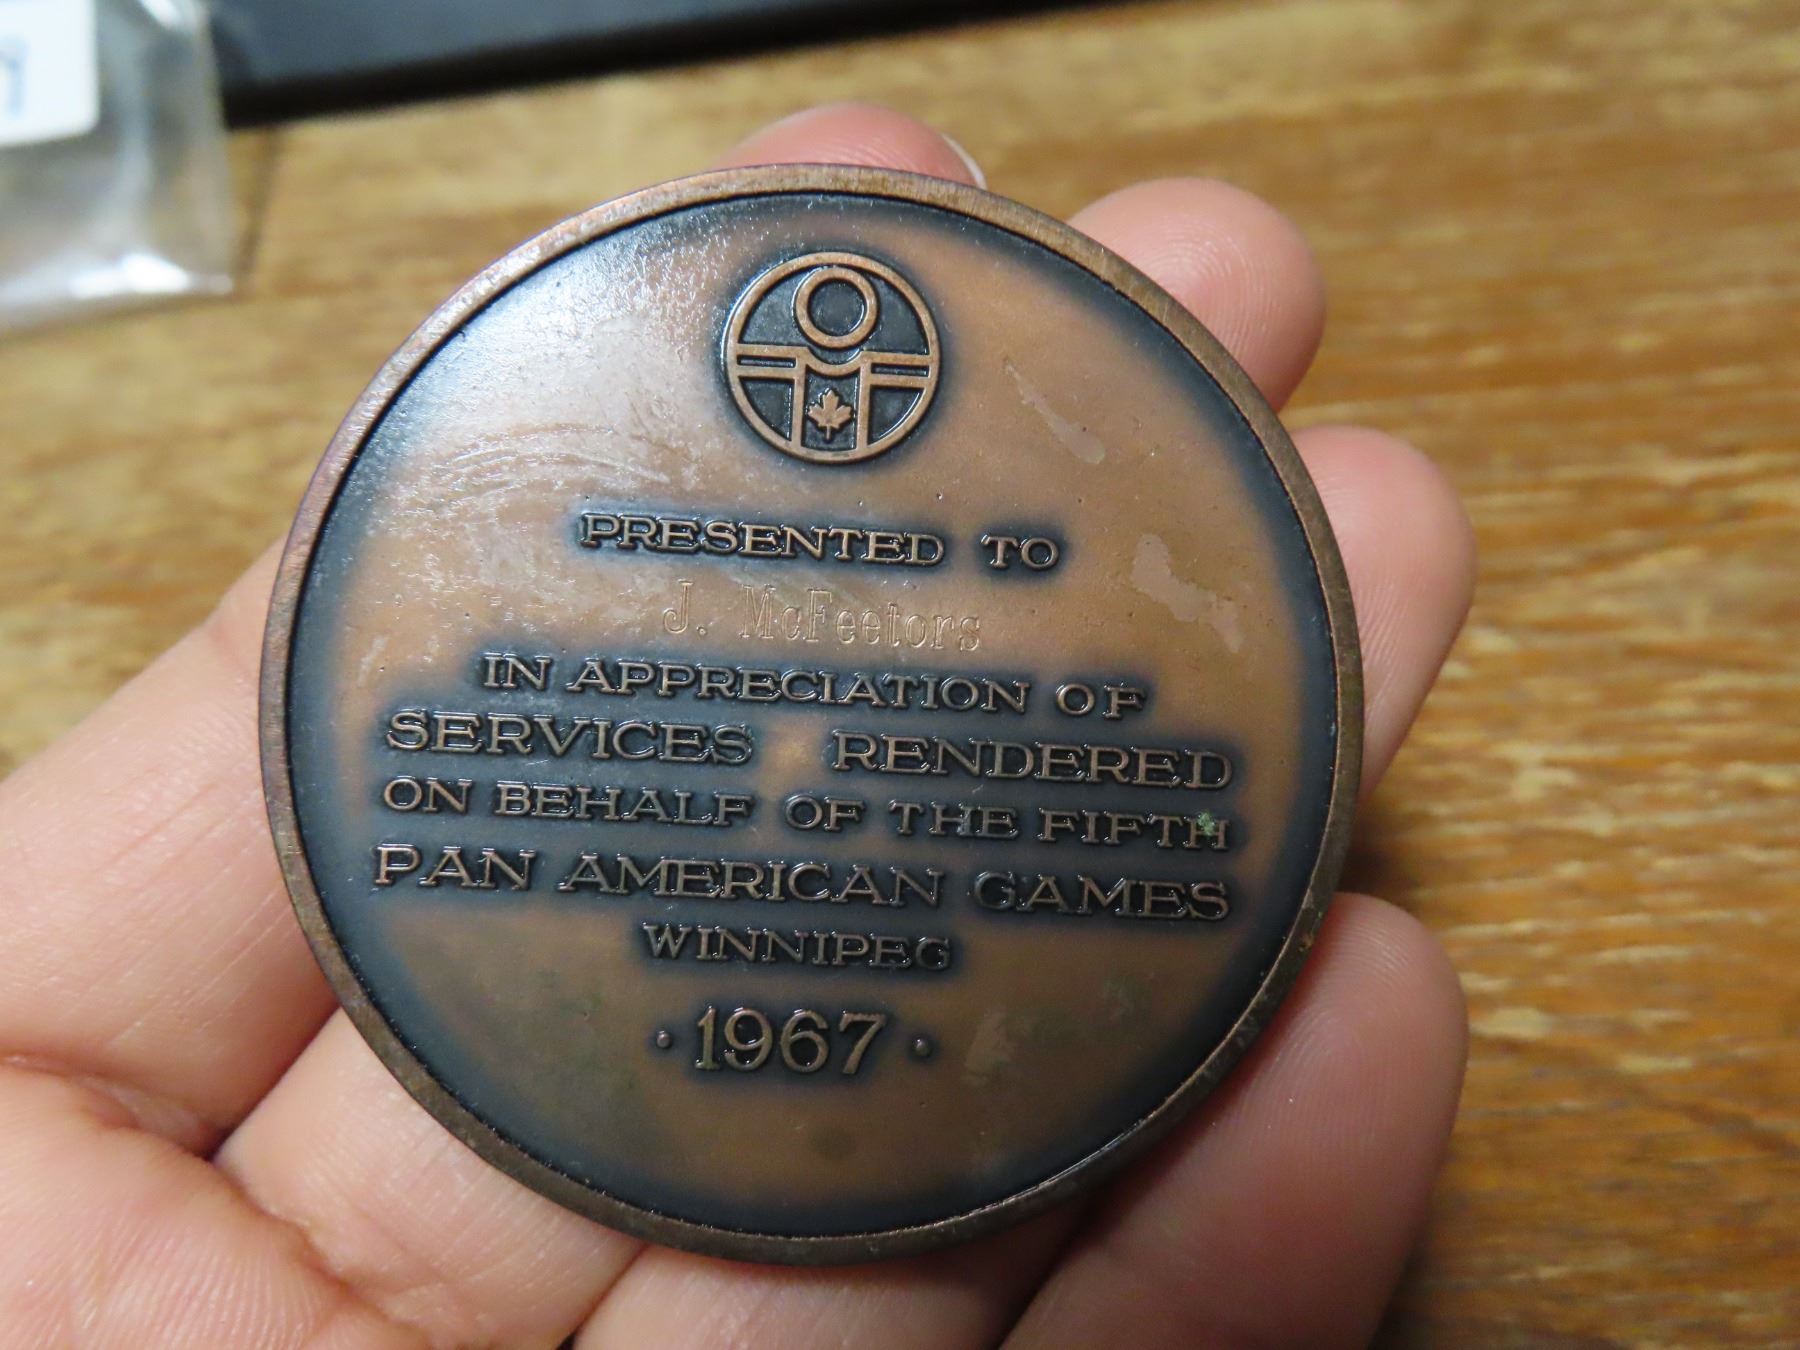 PRESENTED TO
J. McFeetors
IN APPRECIATION OF
SERVICES RENDERED
ON BEHALF OF THE FIFTH
PAN AMERICAN GAMES
WINNIPEG
· 1967 ·